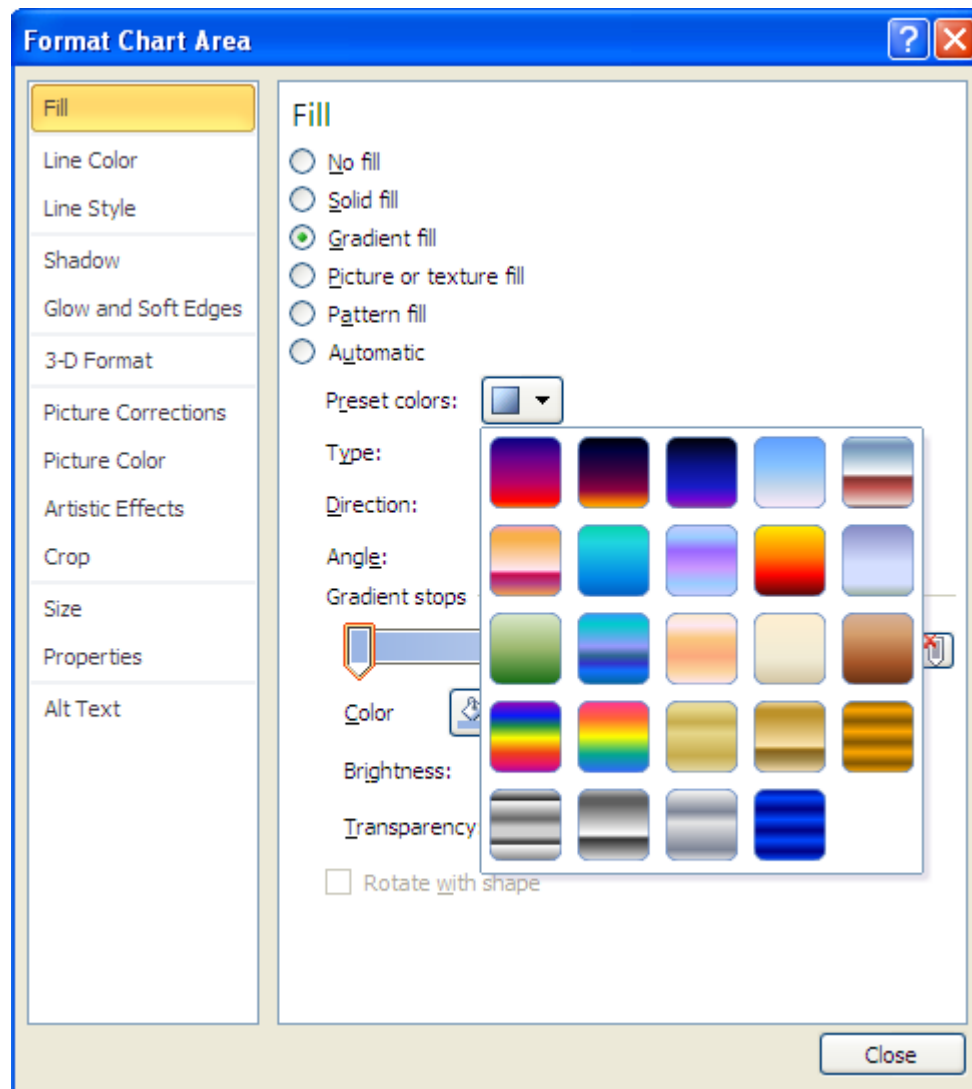 Format Chart Area
?
Fill
Line Color
Line Style
Shadow
Glow and Soft Edges
3-D Format
Picture Corrections
Picture Color
Artistic Effects
Crop
Size
Properties
Alt Text
Fill
No fill
Solid fill
Gradient fill
Picture or texture fill
Pattern fill
Automatic
Preset colors:
Type:
Direction:
Angle:
Gradient stops
Color
Brightness:
Transparency:
Rotate with shape
Close